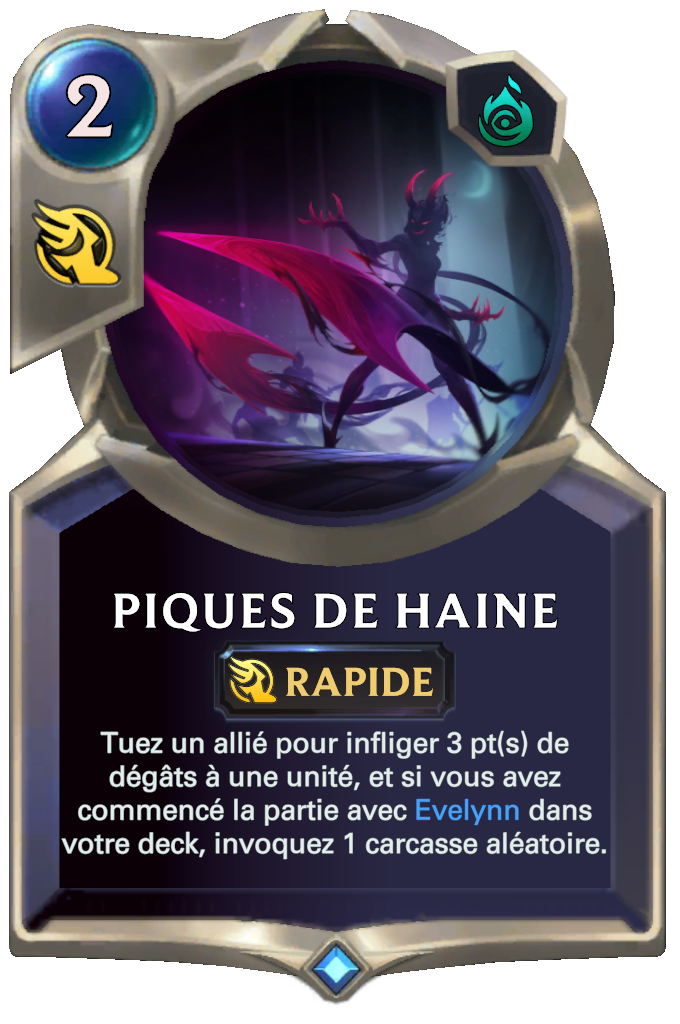 2
PIQUES DE HAINE
RAPIDE
Tuez un allié pour infliger 3 pt(s) de
dégâts à une unité, et si vous avez
commencé la partie avec Evelynn dans
votre deck, invoquez 1 carcasse aléatoire.